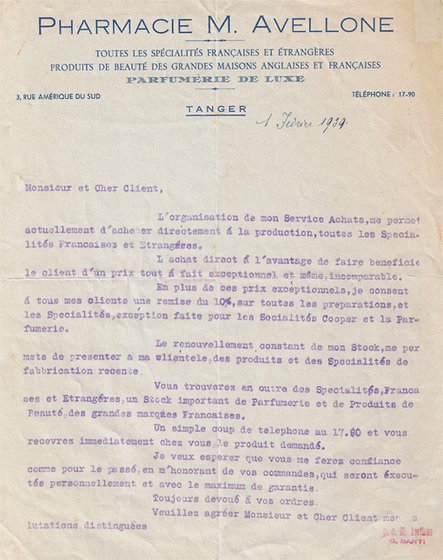 PHARMACIE M. AVELLONE
TOUTES LES SPÉCIALITÉS FRANÇAISES ET ÉTRANGÈRES
PRODUITS DE BEAUTÉ DES GRANDES MAISONS ANGLAISES ET FRANÇAISES
PARFUMERIE DE LUXE
3, RUE AMÉRIQUE DU SUD
TÉLÉPHONE : 17-90
TANGER
1 Février 1939.
Monsieur et Cher Client,
L'organisation de mon Service Achats,me permet
actuellement d'acheter directement á la production,toutes les Specia-
lités Francaises et Etrangéres.
L achat direct á l'avantage de faire beneficie
le client d'un prix tout á fait exceptionnel et même,incomparable.
En plus de ces prix exceptionnels,je consent
á tous mes clients une remise du 10%,sur toutes les preparations,et
les Specialités,exception faite pour les Socialités Cooper et la Par-
fumerie.
Le renouvellement constant de mon Stock,me per
mets de presenter a ma clientele,des produits et des Specialités de
fabbrication recente.
Vous trouverez en outre des Specialités,Franca
ses et Etrangéres,un Stock important de Parfumerie et de Produits de
Beauté,des grandes marques Francaises.
Un simple coup de telephone au 17.90 et vous
recevrez immediatement chez vous,le produit demandé.
Je veux esperer que vous me ferez confiance
comme pour le passé,en m'honorant de vos commandes,qui seront éxecu-
tés personnellement et avec le maximum de garantie.
Toujours devoué á vos ordres.
Veuillez agréer Monsieur et Cher Client mes
lutations distinguées
G. BANTI